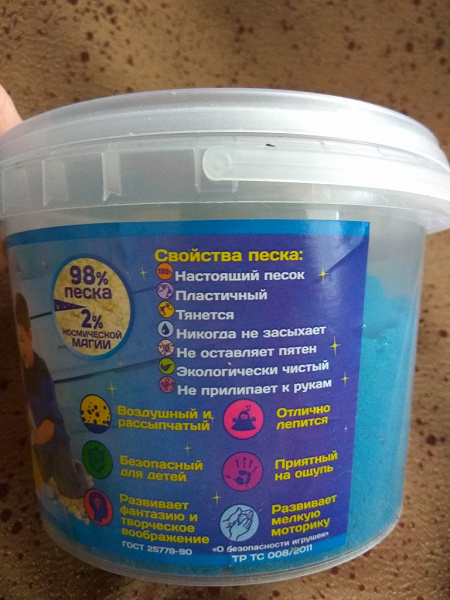 98%
песка
2%
космической
магии
Свойства песка:
100%
Настоящий песок
Пластичный
Тянется
Никогда не засыхает
Не оставляет пятен
Экологически чистый
Не прилипает к рукам
Воздушный и
рассыпчатый
Отлично
лепится
Безопасный
для детей
Приятный
на ощупь
Развивает
фантазию и
творческое
воображение
Развивает
мелкую
моторику
ГОСТ 25779-90
«О безопасности игрушек»
ТР ТС 008/2011